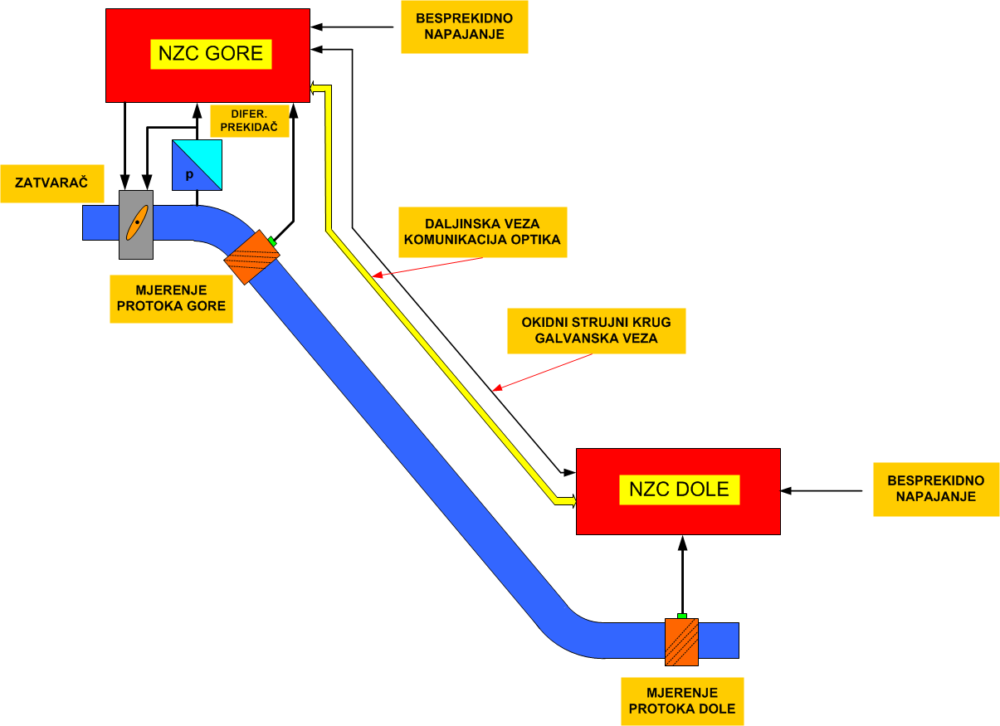 BESPREKIDNO
NAPAJANJE
NZC GORE
DIFER.
PREKIDAČ
p
ZATVARAČ
DALJINSKA VEZA
KOMUNIKACIJA OPTIKA
MJERENJE
PROTOKA GORE
OKIDNI STRUJNI KRUG
GALVANSKA VEZA
NZC DOLE
BESPREKIDNO
NAPAJANJE
MJERENJE
PROTOKA DOLE